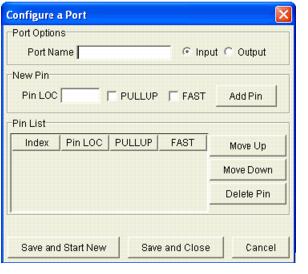 Configure a Port
Port Options
Port Name Input Output
New Pin
Pin LOC PULLUP FAST Add Pin
Pin List
Index Pin LOC PULLUP FAST
Move Up
Move Down
Delete Pin
Save and Start New Save and Close Cancel